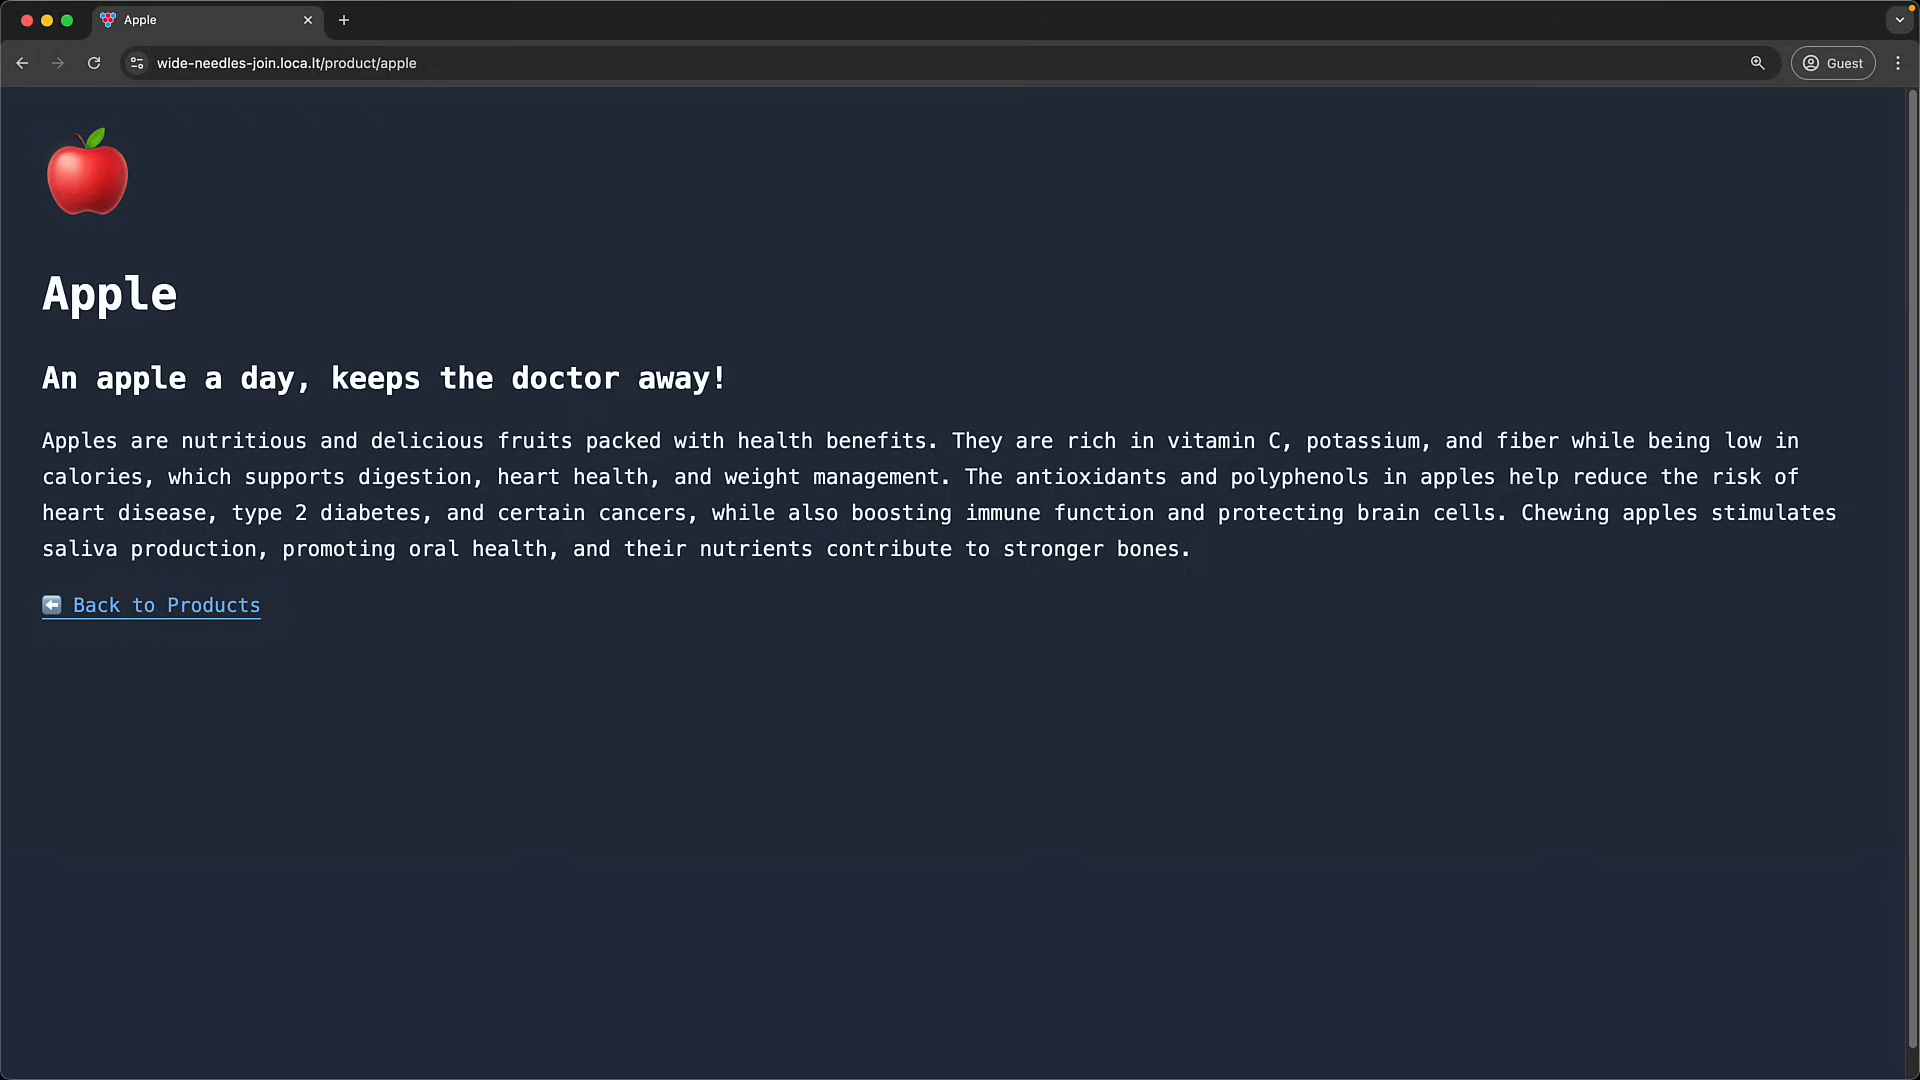 Apple
wide-needles-join.loca.lt/product/apple
Guest
Apple
An apple a day, keeps the doctor away!
Apples are nutritious and delicious fruits packed with health benefits. They are rich in vitamin C, potassium, and fiber while being low in
calories, which supports digestion, heart health, and weight management. The antioxidants and polyphenols in apples help reduce the risk of
heart disease, type 2 diabetes, and certain cancers, while also boosting immune function and protecting brain cells. Chewing apples stimulates
saliva production, promoting oral health, and their nutrients contribute to stronger bones.
⬅️ Back to Products